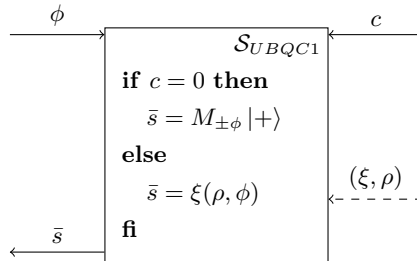 ϕ
c
𝒮_{UBQC1}
if c = 0 then
s̄ = M_{±ϕ} |+⟩
else
s̄ = ξ(ρ, ϕ)
(ξ, ρ)
fi
s̄